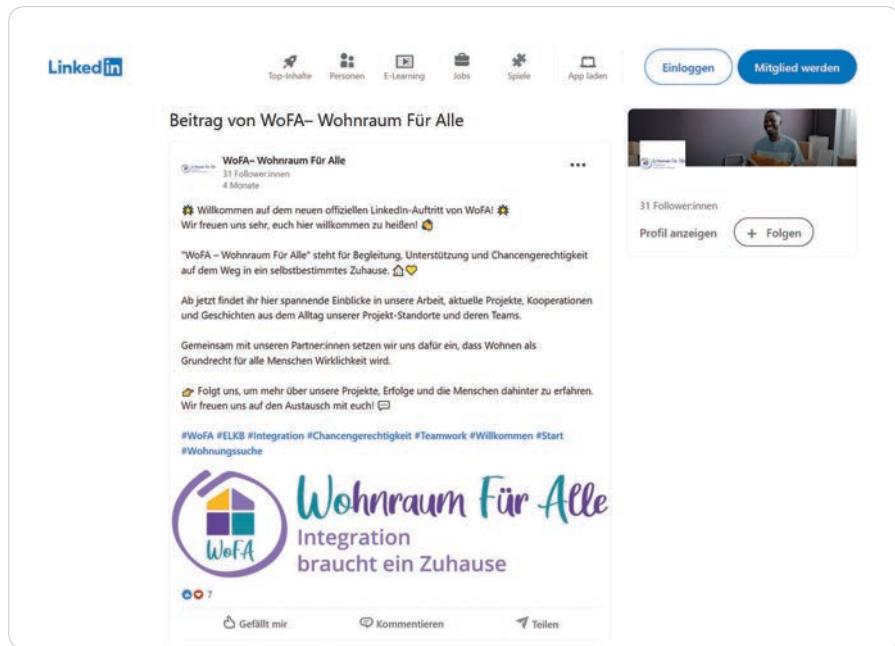 Linked in
Top-Inhalte
Personen
E-Learning
Jobs
Spiele
App laden
Einloggen
Mitglied werden
Beitrag von WoFA– Wohnraum Für Alle
WoFA– Wohnraum Für Alle
31 Follower:innen
4 Monate
💥 Willkommen auf dem neuen offiziellen LinkedIn-Auftritt von WoFA! 💥
Wir freuen uns sehr, euch hier willkommen zu heißen! 👏
"WoFA – Wohnraum Für Alle" steht für Begleitung, Unterstützung und Chancengerechtigkeit
auf dem Weg in ein selbstbestimmtes Zuhause. 🏠💛
Ab jetzt findet ihr hier spannende Einblicke in unsere Arbeit, aktuelle Projekte, Kooperationen
und Geschichten aus dem Alltag unserer Projekt-Standorte und deren Teams.
Gemeinsam mit unseren Partner:innen setzen wir uns dafür ein, dass Wohnen als
Grundrecht für alle Menschen Wirklichkeit wird.
👉 Folgt uns, um mehr über unsere Projekte, Erfolge und die Menschen dahinter zu erfahren.
Wir freuen uns auf den Austausch mit euch! 💬
#WoFA #ELKB #Integration #Chancengerechtigkeit #Teamwork #Willkommen #Start
#Wohnungssuche
WoFA
Wohnraum Für Alle
Integration
braucht ein Zuhause
7
Gefällt mir
Kommentieren
Teilen
31 Follower:innen
Profil anzeigen
+ Folgen